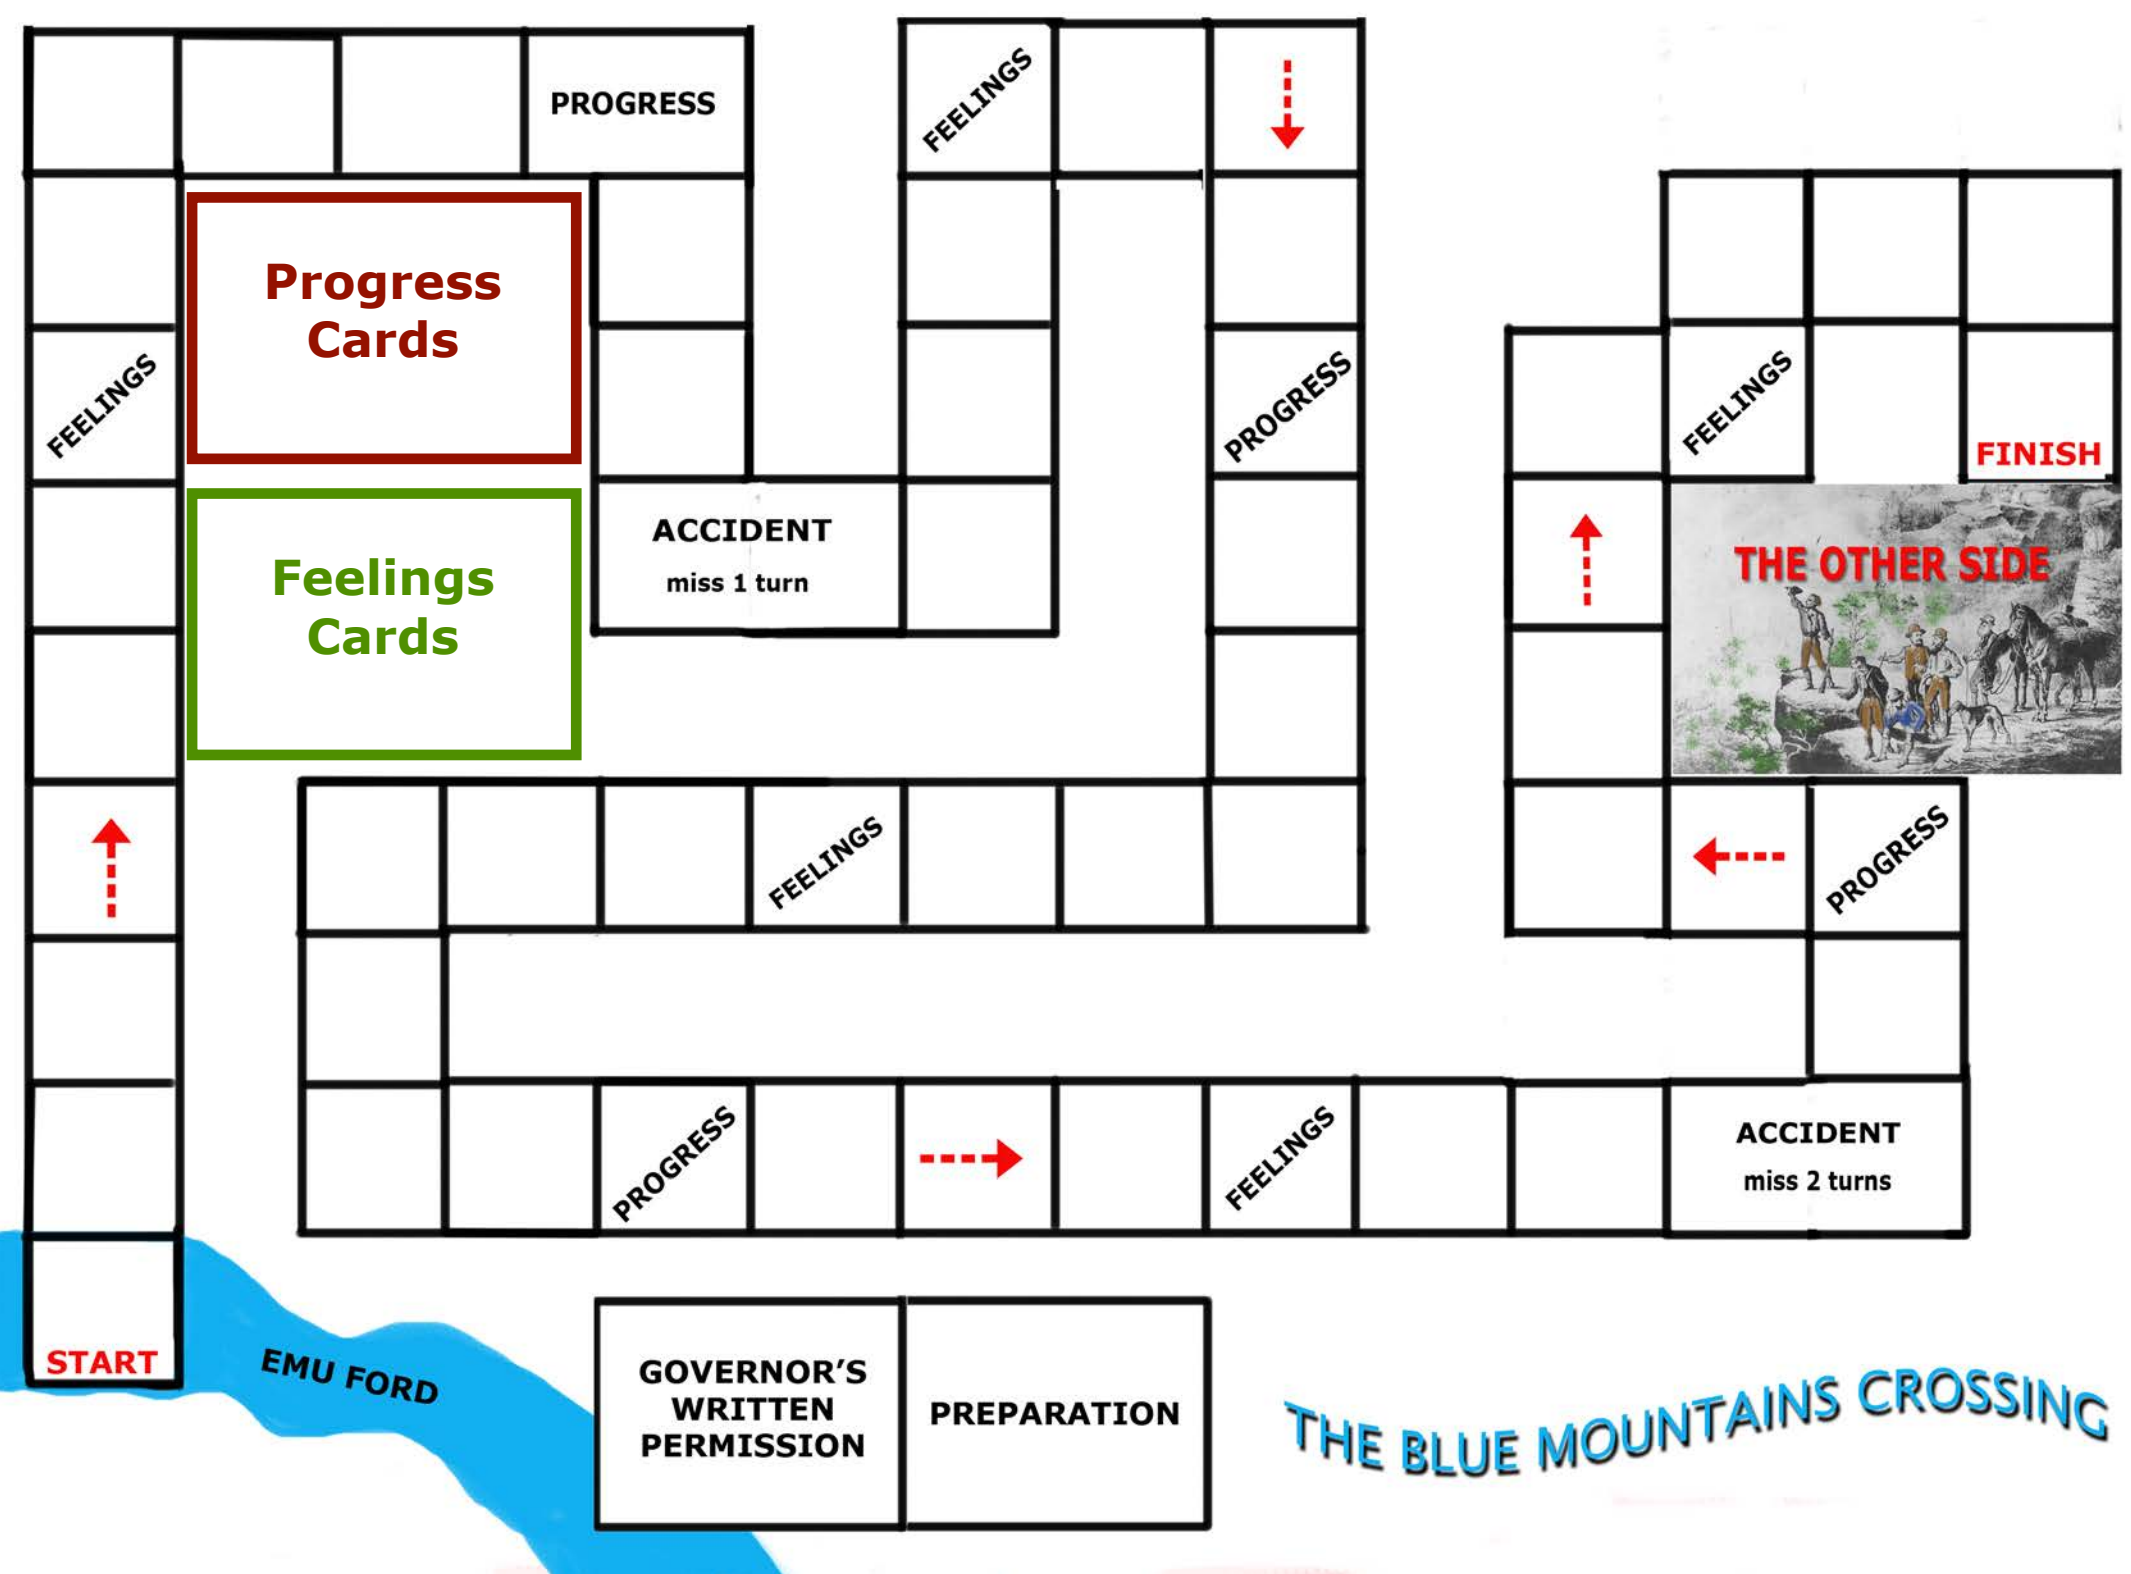 PROGRESS
FEELINGS
Progress
Cards
FEELINGS
PROGRESS
FEELINGS
FINISH
Feelings
Cards
ACCIDENT
miss 1 turn
THE OTHER SIDE
FEELINGS
PROGRESS
PROGRESS
FEELINGS
ACCIDENT
miss 2 turns
START
EMU FORD
GOVERNOR'S
WRITTEN
PERMISSION
PREPARATION
THE BLUE MOUNTAINS CROSSING